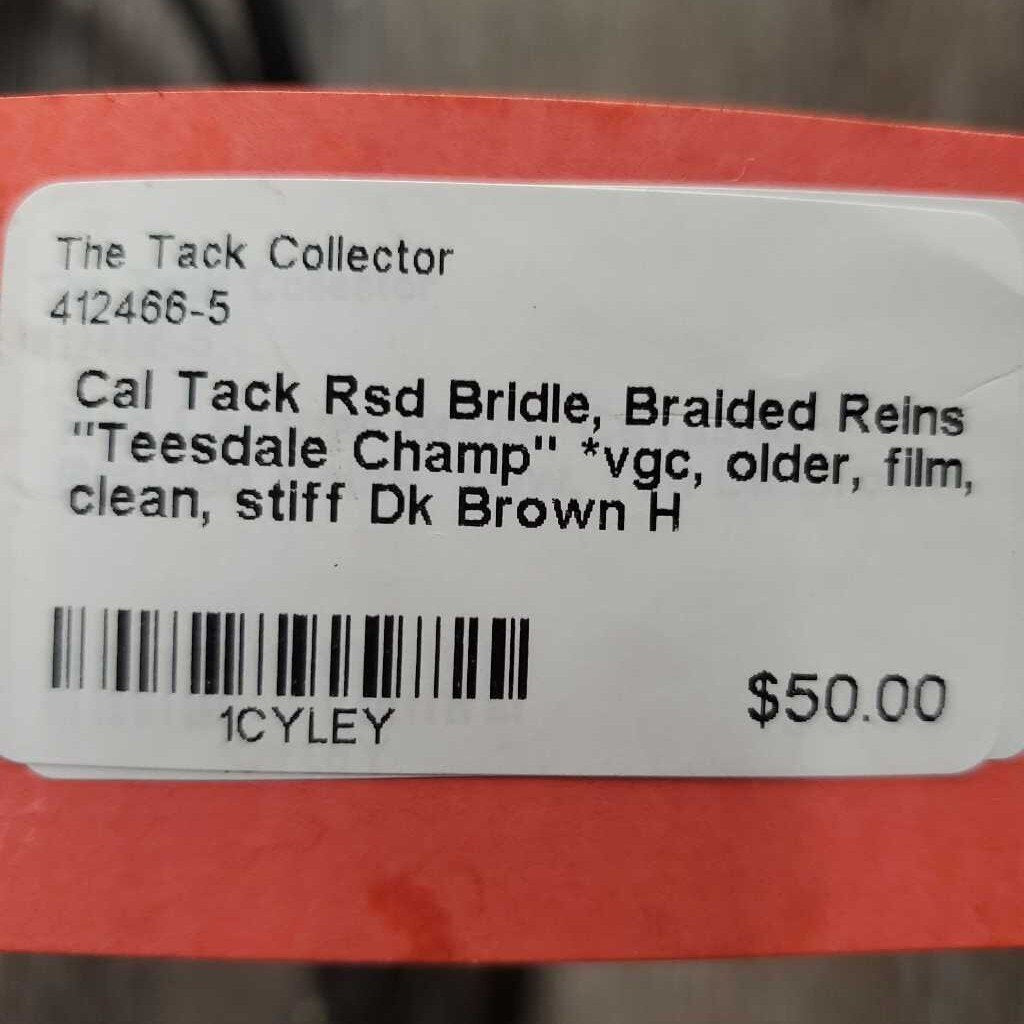 The Tack Collector
412466-5
Cal Tack Rsd Bridle, Braided Reins
"Teesdale Champ" *vgc, older, film,
clean, stiff Dk Brown H
1CYLEY
$50.00